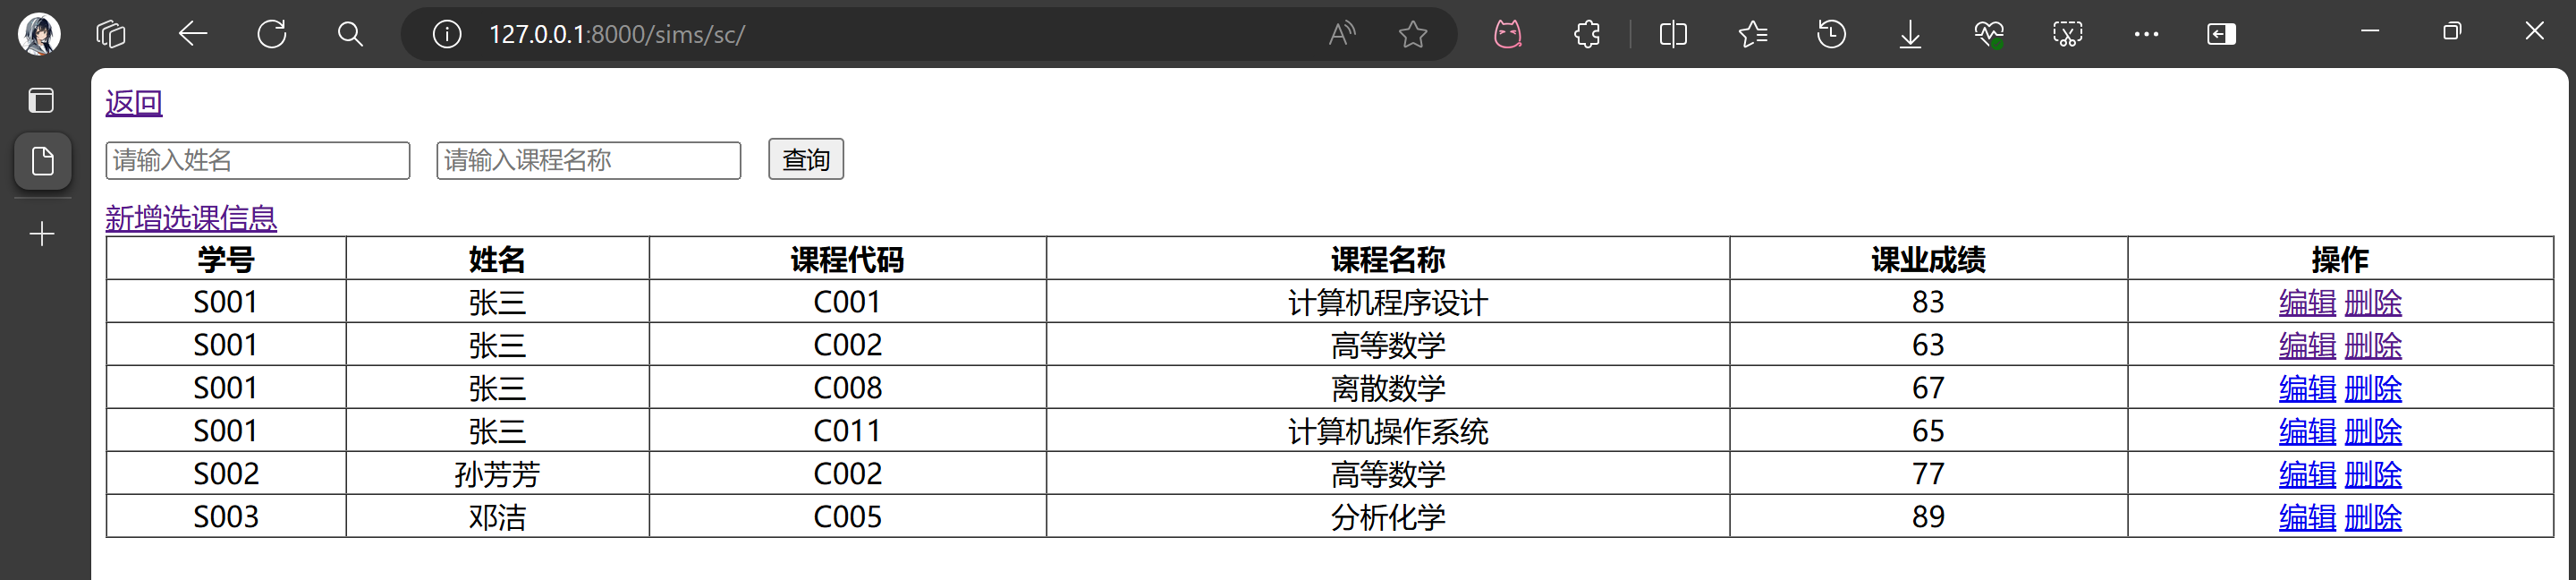 127.0.0.1:8000/sims/sc/
返回
请输入姓名 请输入课程名称 查询
新增选课信息
学号 姓名 课程代码 课程名称 课业成绩 操作
S001 张三 C001 计算机程序设计 83 编辑 删除
S001 张三 C002 高等数学 63 编辑 删除
S001 张三 C008 离散数学 67 编辑 删除
S001 张三 C011 计算机操作系统 65 编辑 删除
S002 孙芳芳 C002 高等数学 77 编辑 删除
S003 邓洁 C005 分析化学 89 编辑 删除